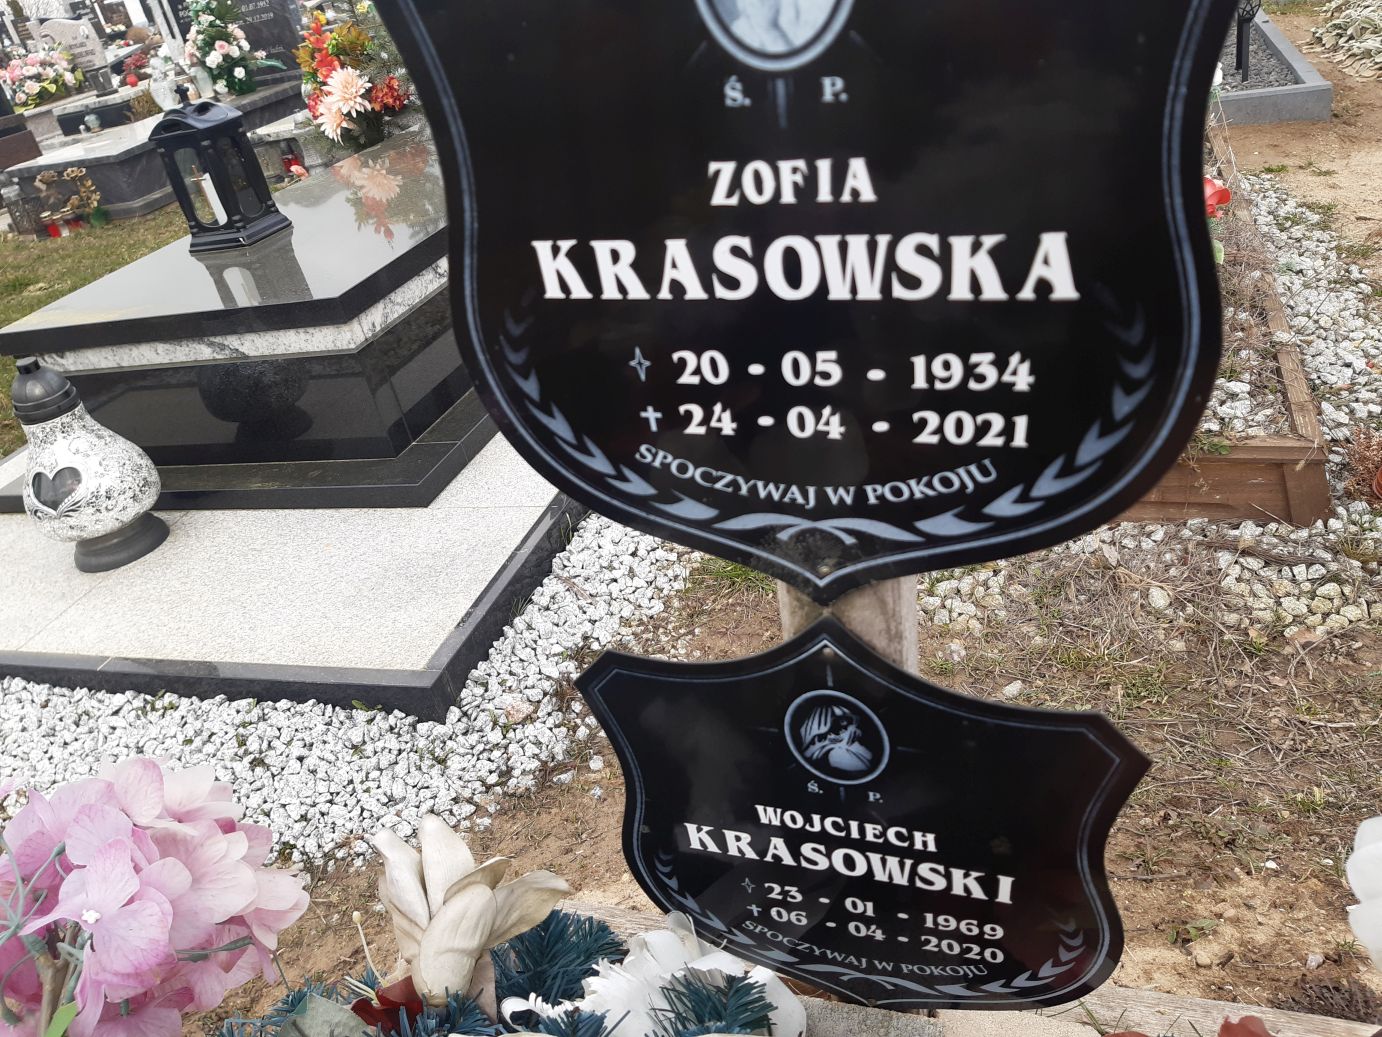 Ś. P.
ZOFIA
KRASOWSKA
20 - 05 - 1934
24 - 04 - 2021
SPOCZYWAJ W POKOJU
Ś. P.
WOJCIECH
KRASOWSKI
23 - 01 - 1969
06 - 04 - 2020
SPOCZYWAJ W POKOJU